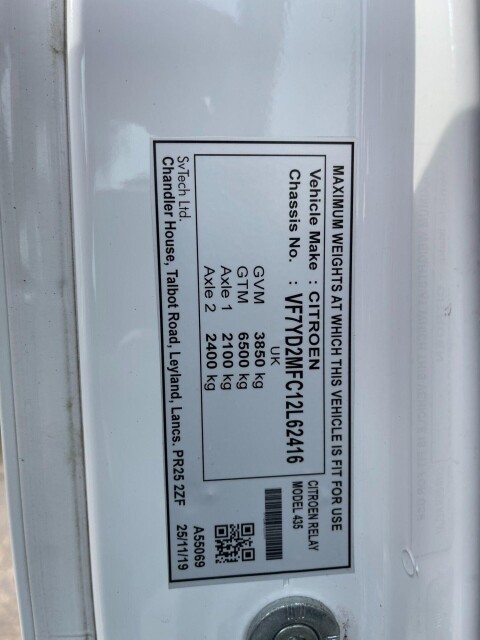 MAXIMUM WEIGHTS AT WHICH THIS VEHICLE IS FIT FOR USE
Vehicle Make : CITROEN
Chassis No. : VF7YD2MFC12L62416
UK
GVM 3850 kg
GTM 6500 kg
Axle 1 2100 kg
Axle 2 2400 kg
CITROEN RELAY
MODEL 435
SvTech Ltd.
Chandler House, Talbot Road, Leyland, Lancs. PR25 2ZF
A55069
25/11/19